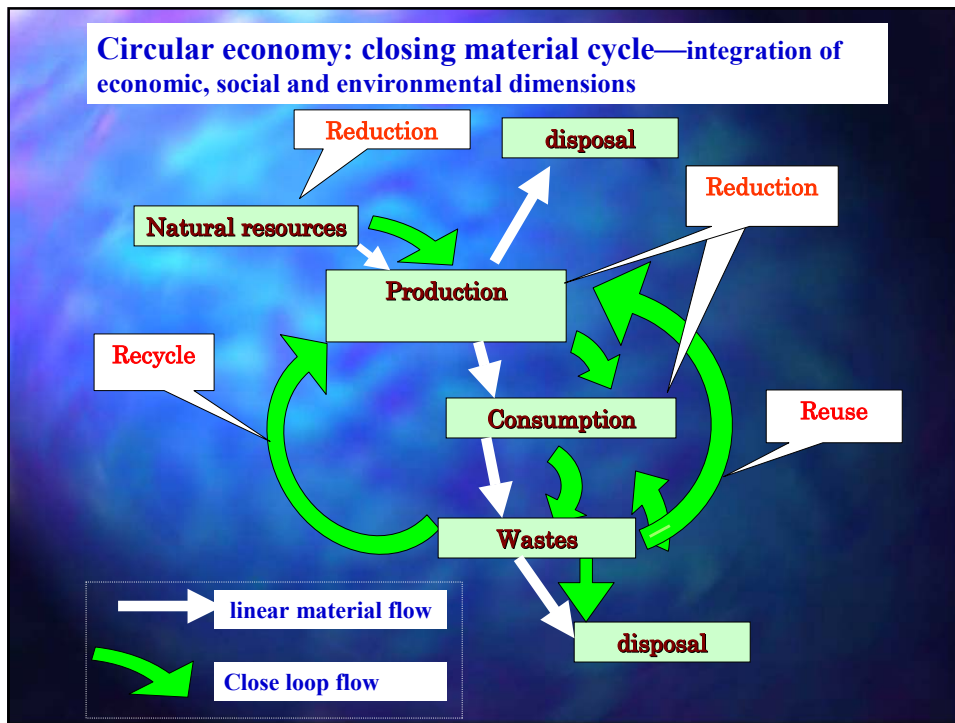 Circular economy: closing material cycle—integration of
economic, social and environmental dimensions
Reduction
disposal
Reduction
Natural resources
Production
Recycle
Consumption
Reuse
Wastes
linear material flow
disposal
Close loop flow